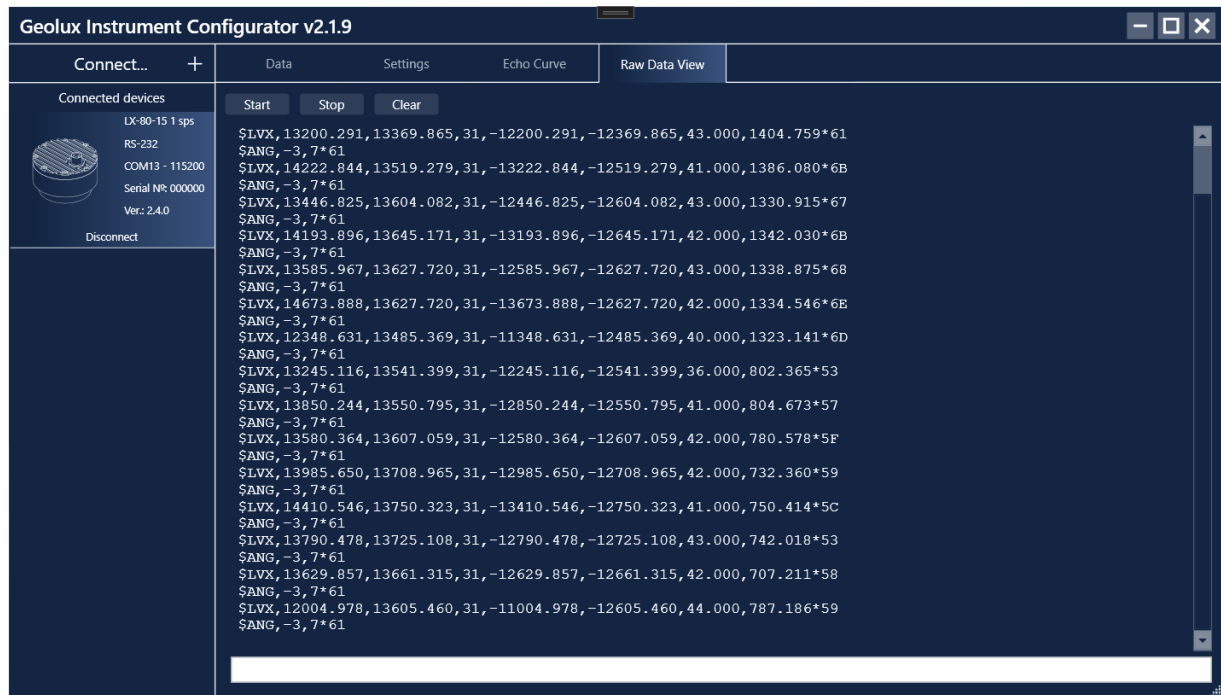 Geolux Instrument Configurator v2.1.9
Connect... +
Data Settings Echo Curve Raw Data View
Connected devices
LX-80-15 1 sps
RS-232
COM13 - 115200
Serial Nº: 000000
Ver.: 2.4.0
Disconnect
Start Stop Clear
$LVX,13200.291,13369.865,31,-12200.291,-12369.865,43.000,1404.759*61
$ANG,-3,7*61
$LVX,14222.844,13519.279,31,-13222.844,-12519.279,41.000,1386.080*6B
$ANG,-3,7*61
$LVX,13446.825,13604.082,31,-12446.825,-12604.082,43.000,1330.915*67
$ANG,-3,7*61
$LVX,14193.896,13645.171,31,-13193.896,-12645.171,42.000,1342.030*6B
$ANG,-3,7*61
$LVX,13585.967,13627.720,31,-12585.967,-12627.720,43.000,1338.875*68
$ANG,-3,7*61
$LVX,14673.888,13627.720,31,-13673.888,-12627.720,42.000,1334.546*6E
$ANG,-3,7*61
$LVX,12348.631,13485.369,31,-11348.631,-12485.369,40.000,1323.141*6D
$ANG,-3,7*61
$LVX,13245.116,13541.399,31,-12245.116,-12541.399,36.000,802.365*53
$ANG,-3,7*61
$LVX,13850.244,13550.795,31,-12850.244,-12550.795,41.000,804.673*57
$ANG,-3,7*61
$LVX,13580.364,13607.059,31,-12580.364,-12607.059,42.000,780.578*5F
$ANG,-3,7*61
$LVX,13985.650,13708.965,31,-12985.650,-12708.965,42.000,732.360*59
$ANG,-3,7*61
$LVX,14410.546,13750.323,31,-13410.546,-12750.323,41.000,750.414*5C
$ANG,-3,7*61
$LVX,13790.478,13725.108,31,-12790.478,-12725.108,43.000,742.018*53
$ANG,-3,7*61
$LVX,13629.857,13661.315,31,-12629.857,-12661.315,42.000,707.211*58
$ANG,-3,7*61
$LVX,12004.978,13605.460,31,-11004.978,-12605.460,44.000,787.186*59
$ANG,-3,7*61